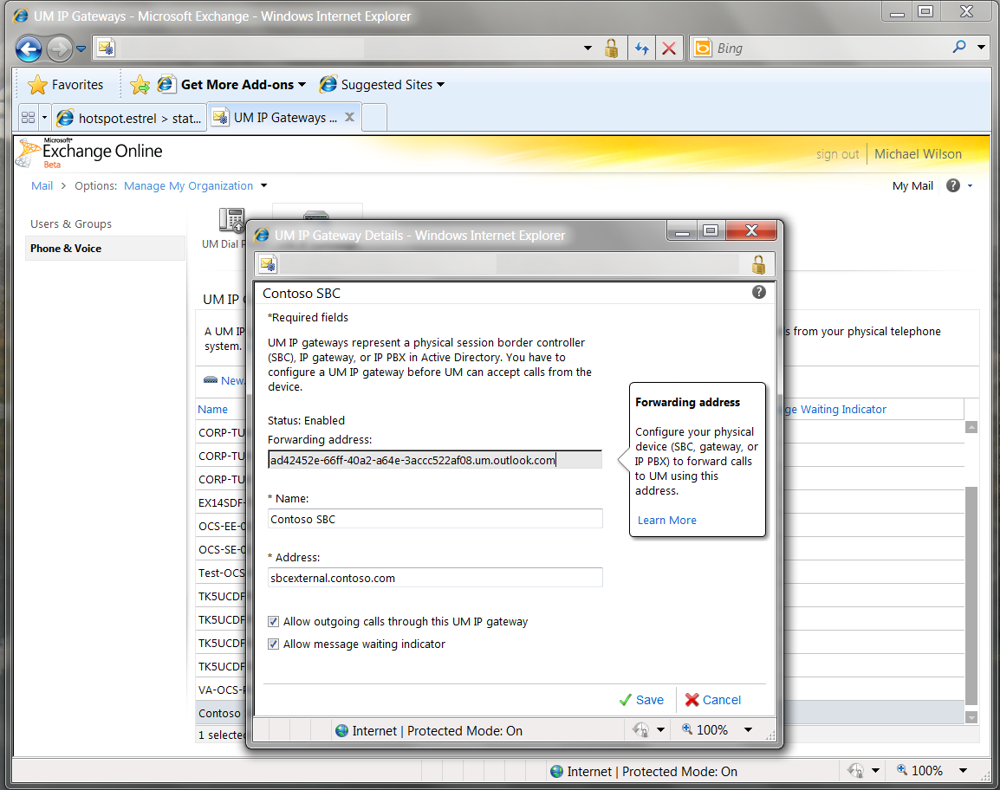 UM IP Gateways - Microsoft Exchange - Windows Internet Explorer
Bing
Favorites
Get More Add-ons
Suggested Sites
hotspot.estrel > stat...
UM IP Gateways ...
Microsoft
Exchange Online
Beta
sign out
Michael Wilson
Mail > Options: Manage My Organization
My Mail
Users & Groups
Phone & Voice
UM Dial
UM IP
A UM IP
from your physical telephone
system.
New
Name
Waiting Indicator
CORP-TU
CORP-TU
CORP-TU
EX14SDF-
OCS-EE-0
OCS-SE-0
Test-OCS
TK5UCDF
TK5UCDF
TK5UCDF
TK5UCDF
VA-OCS-
Contoso
1 selected
UM IP Gateway Details - Windows Internet Explorer
Contoso SBC
*Required fields
UM IP gateways represent a physical session border controller
(SBC), IP gateway, or IP PBX in Active Directory. You have to
configure a UM IP gateway before UM can accept calls from the
device.
Status: Enabled
Forwarding address:
ad42452e-66ff-40a2-a64e-3accc522af08.um.outlook.com
* Name:
Contoso SBC
* Address:
sbcexternal.contoso.com
Allow outgoing calls through this UM IP gateway
Allow message waiting indicator
Forwarding address
Configure your physical
device (SBC, gateway, or
IP PBX) to forward calls
to UM using this
address.
Learn More
Save
Cancel
Internet | Protected Mode: On
100%
Internet | Protected Mode: On
100%